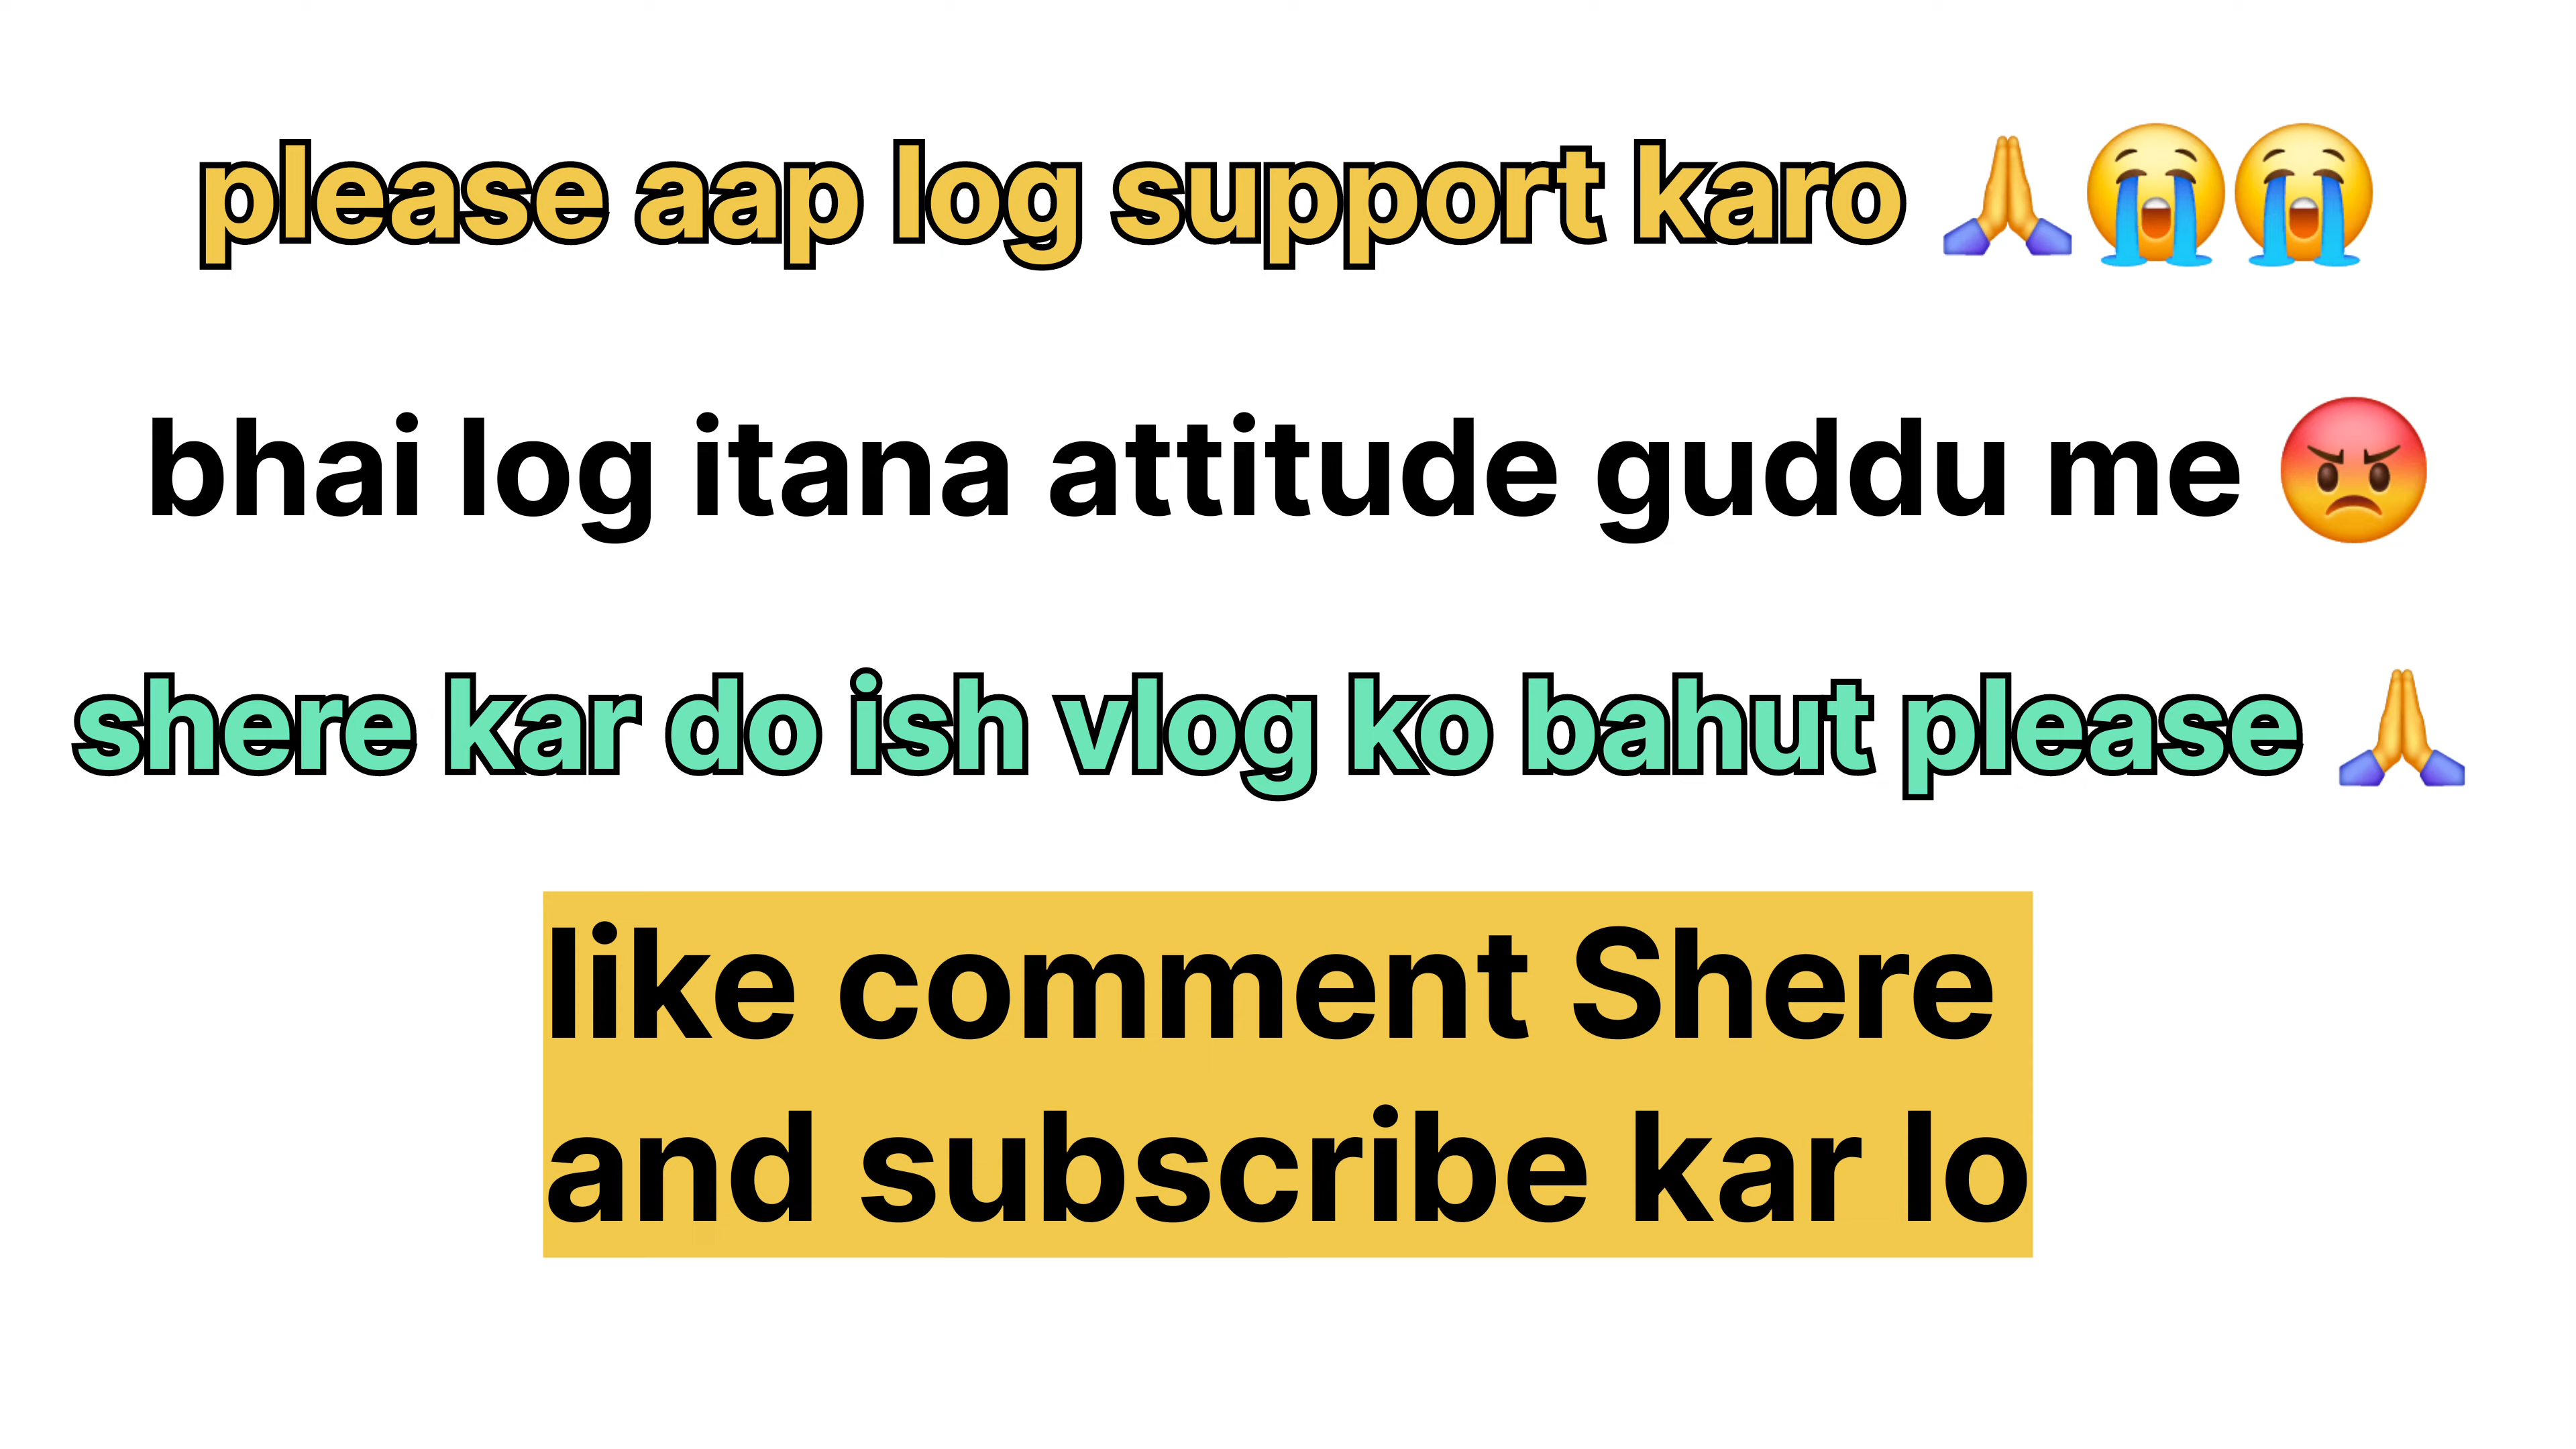 please aap log support karo 🙏😭😭
bhai log itana attitude guddu me 😡
shere kar do ish vlog ko bahut please 🙏
like comment Shere
and subscribe kar lo